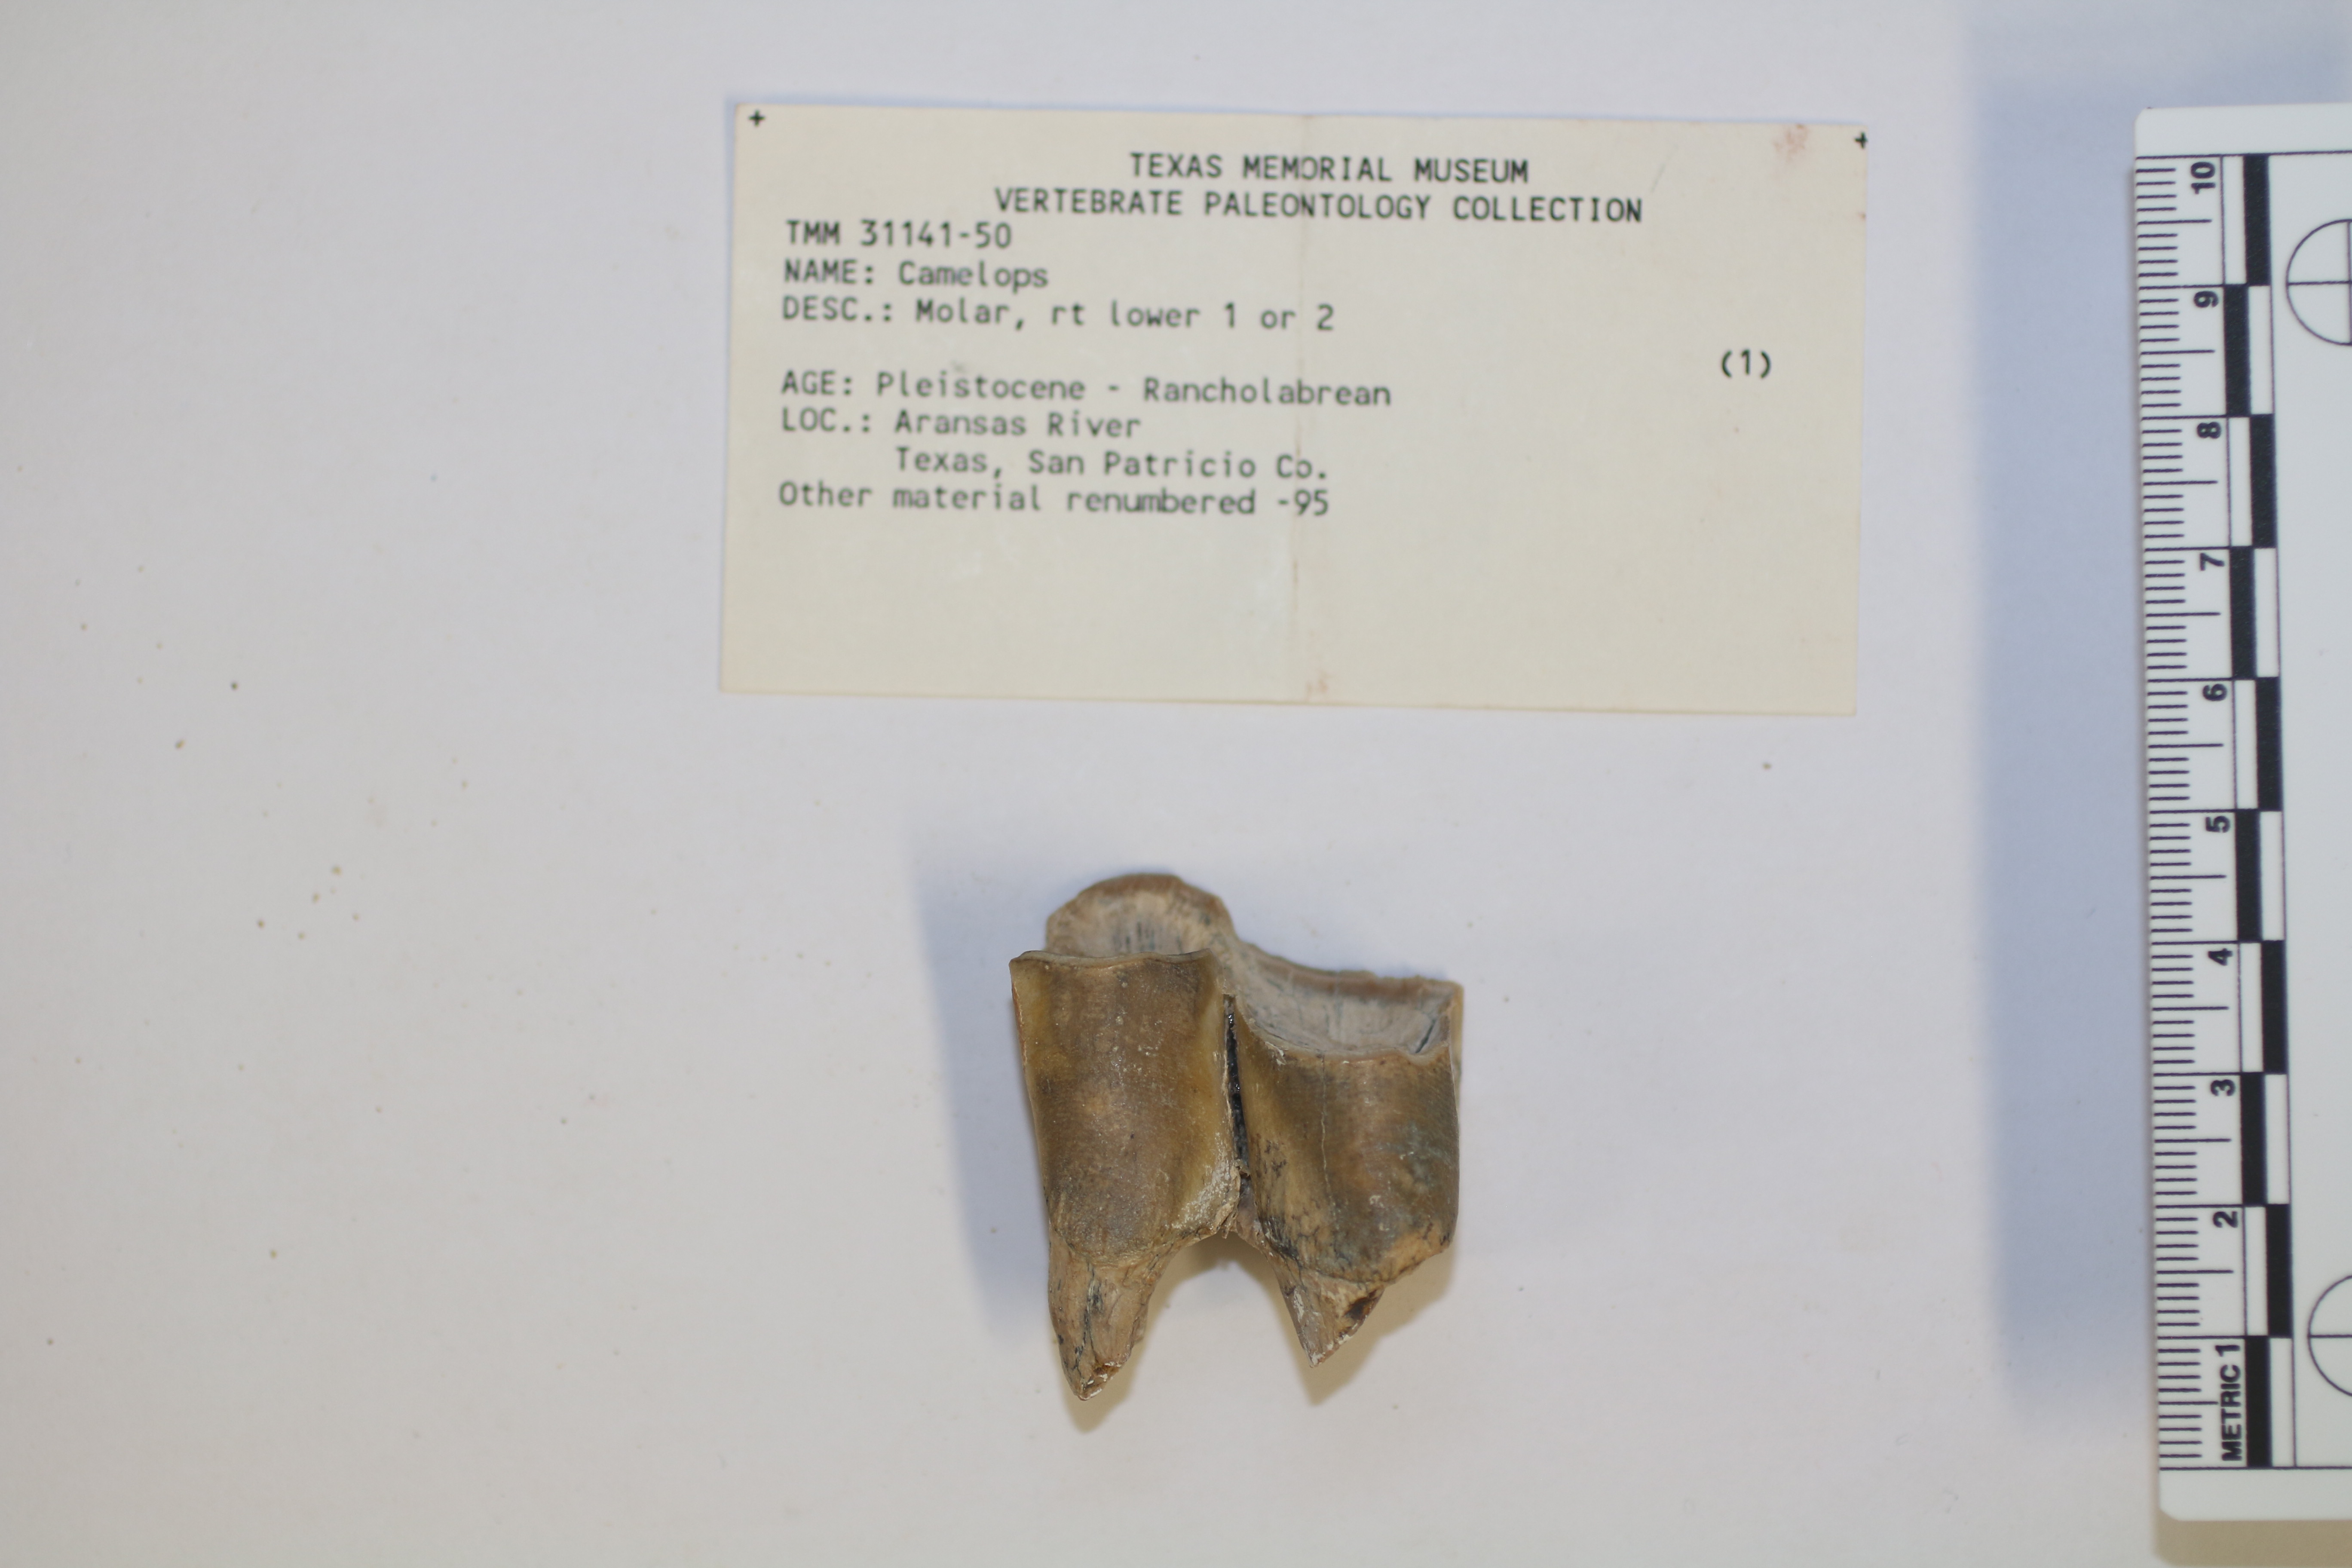 TEXAS MEMORIAL MUSEUM
VERTEBRATE PALEONTOLOGY COLLECTION
TMM 31141-50
NAME: Camelops
DESC.: Molar, rt lower 1 or 2
(1)
AGE: Pleistocene - Rancholabrean
LOC.: Aransas River
Texas, San Patricio Co.
Other material renumbered -95
10
9
8
7
6
5
4
3
2
METRIC 1